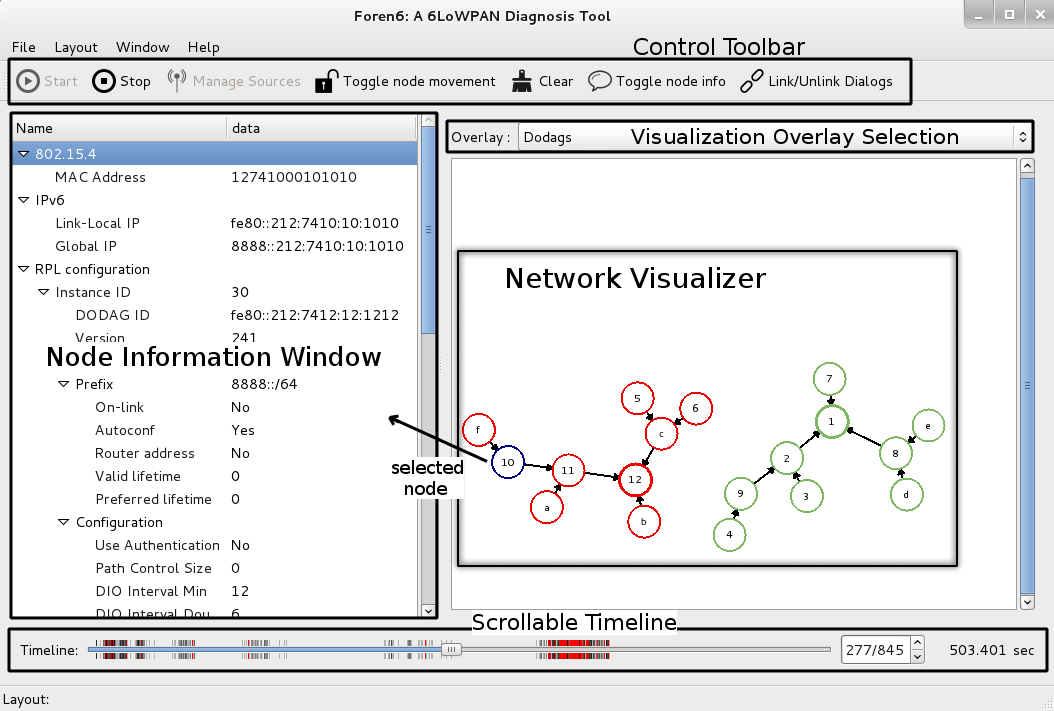 Foren6: A 6LoWPAN Diagnosis Tool
File Layout Window Help
Control Toolbar
Start Stop Manage Sources Toggle node movement Clear Toggle node info Link/Unlink Dialogs
Name data
802.15.4
MAC Address 12741000101010
IPv6
Link-Local IP fe80::212:7410:10:1010
Global IP 8888::212:7410:10:1010
RPL configuration
Instance ID 30
DODAG ID fe80::212:7412:12:1212
Version 241
Node Information Window
Prefix 8888::/64
On-link No
Autoconf Yes
Router address No
Valid lifetime 0
Preferred lifetime 0
Configuration
Use Authentication No
Path Control Size 0
DIO Interval Min 12
DIO Interval Dou 6
Overlay : Dodags Visualization Overlay Selection
Network Visualizer
7
5
6
1
e
f
c
10
11
12
2
8
a
b
9
3
d
4
selected
node
Scrollable Timeline
Timeline: 277/845 503.401 sec
Layout: